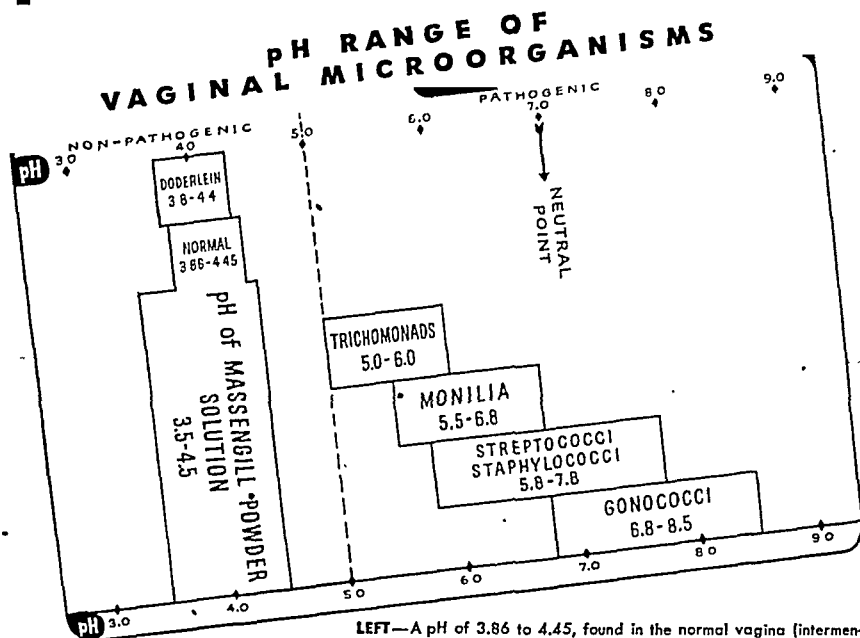 pH RANGE OF
VAGINAL MICROORGANISMS
NON-PATHOGENIC
PATHOGENIC
pH
3.0
4.0
5.0
6.0
7.0
8.0
9.0
DODERLEIN
3 8-4 4
NORMAL
3 86-4.45
pH of MASSENGILL POWDER
SOLUTION
3.5-4.5
NEUTRAL
POINT
TRICHOMONADS
5.0-6.0
MONILIA
5.5-6.8
STREPTOCOCCI
STAPHYLOCOCCI
5.8-7.8
GONOCOCCI
6.8-8.5
pH
3.0
4.0
5.0
6 0
7.0
8 0
9 0
LEFT—A pH of 3.86 to 4.45, found in the normal vagina (intermen-